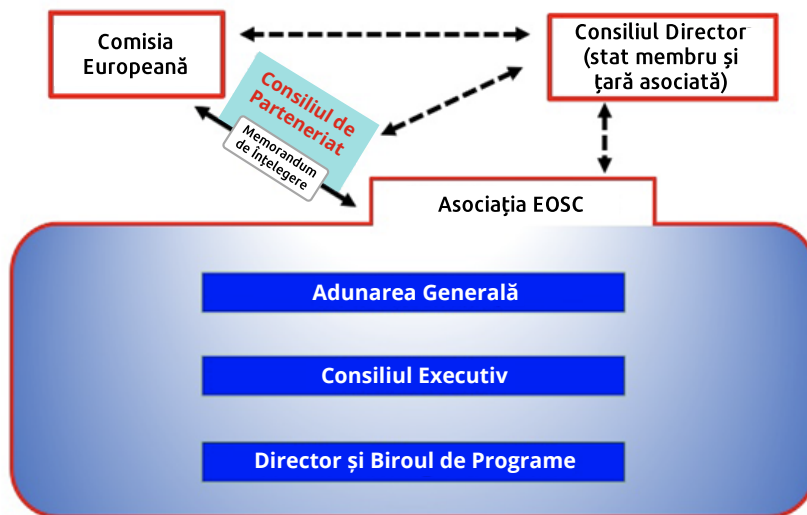 Comisia
Europeană
Consiliul Director
(stat membru și
țară asociată)
Consiliul de
Parteneriat
Memorandum
de Înțelegere
Asociația EOSC
Adunarea Generală
Consiliul Executiv
Director și Biroul de Programe